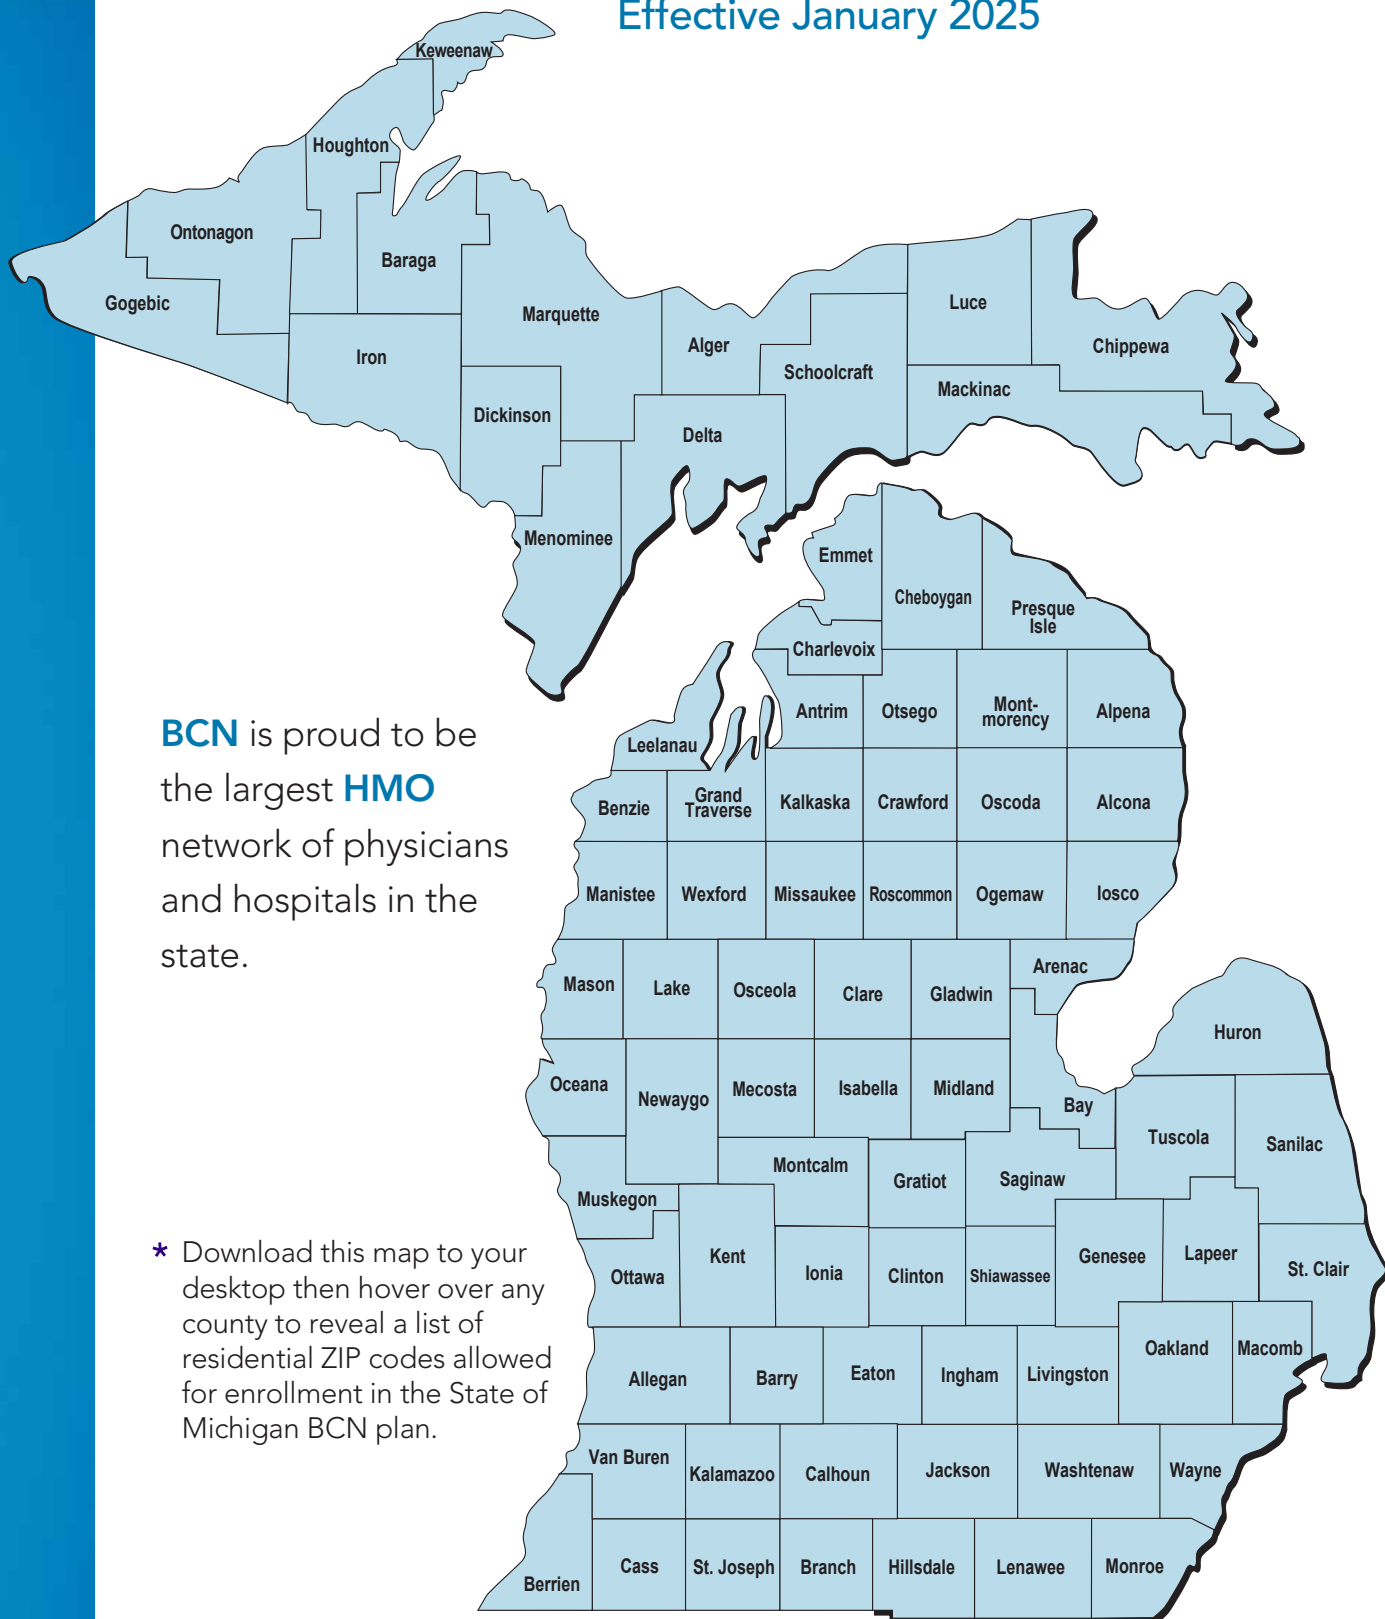 Effective January 2025
Keweenaw
Houghton
Ontonagon
Baraga
Gogebic
Marquette
Luce
Iron
Alger
Chippewa
Schoolcraft
Mackinac
Dickinson
Delta
Menominee
Emmet
Cheboygan
Presque
Isle
Charlevoix
Antrim
Otsego
Mont-
morency
Alpena
Leelanau
Benzie
Grand
Traverse
Kalkaska
Crawford
Oscoda
Alcona
Manistee
Wexford
Missaukee
Roscommon
Ogemaw
Iosco
Mason
Lake
Osceola
Clare
Gladwin
Arenac
Huron
Oceana
Newaygo
Mecosta
Isabella
Midland
Bay
Tuscola
Sanilac
Muskegon
Montcalm
Gratiot
Saginaw
Ottawa
Kent
Ionia
Clinton
Shiawassee
Genesee
Lapeer
St. Clair
Allegan
Barry
Eaton
Ingham
Livingston
Oakland
Macomb
Van Buren
Kalamazoo
Calhoun
Jackson
Washtenaw
Wayne
Berrien
Cass
St. Joseph
Branch
Hillsdale
Lenawee
Monroe
BCN is proud to be
the largest HMO
network of physicians
and hospitals in the
state.
* Download this map to your
desktop then hover over any
county to reveal a list of
residential ZIP codes allowed
for enrollment in the State of
Michigan BCN plan.